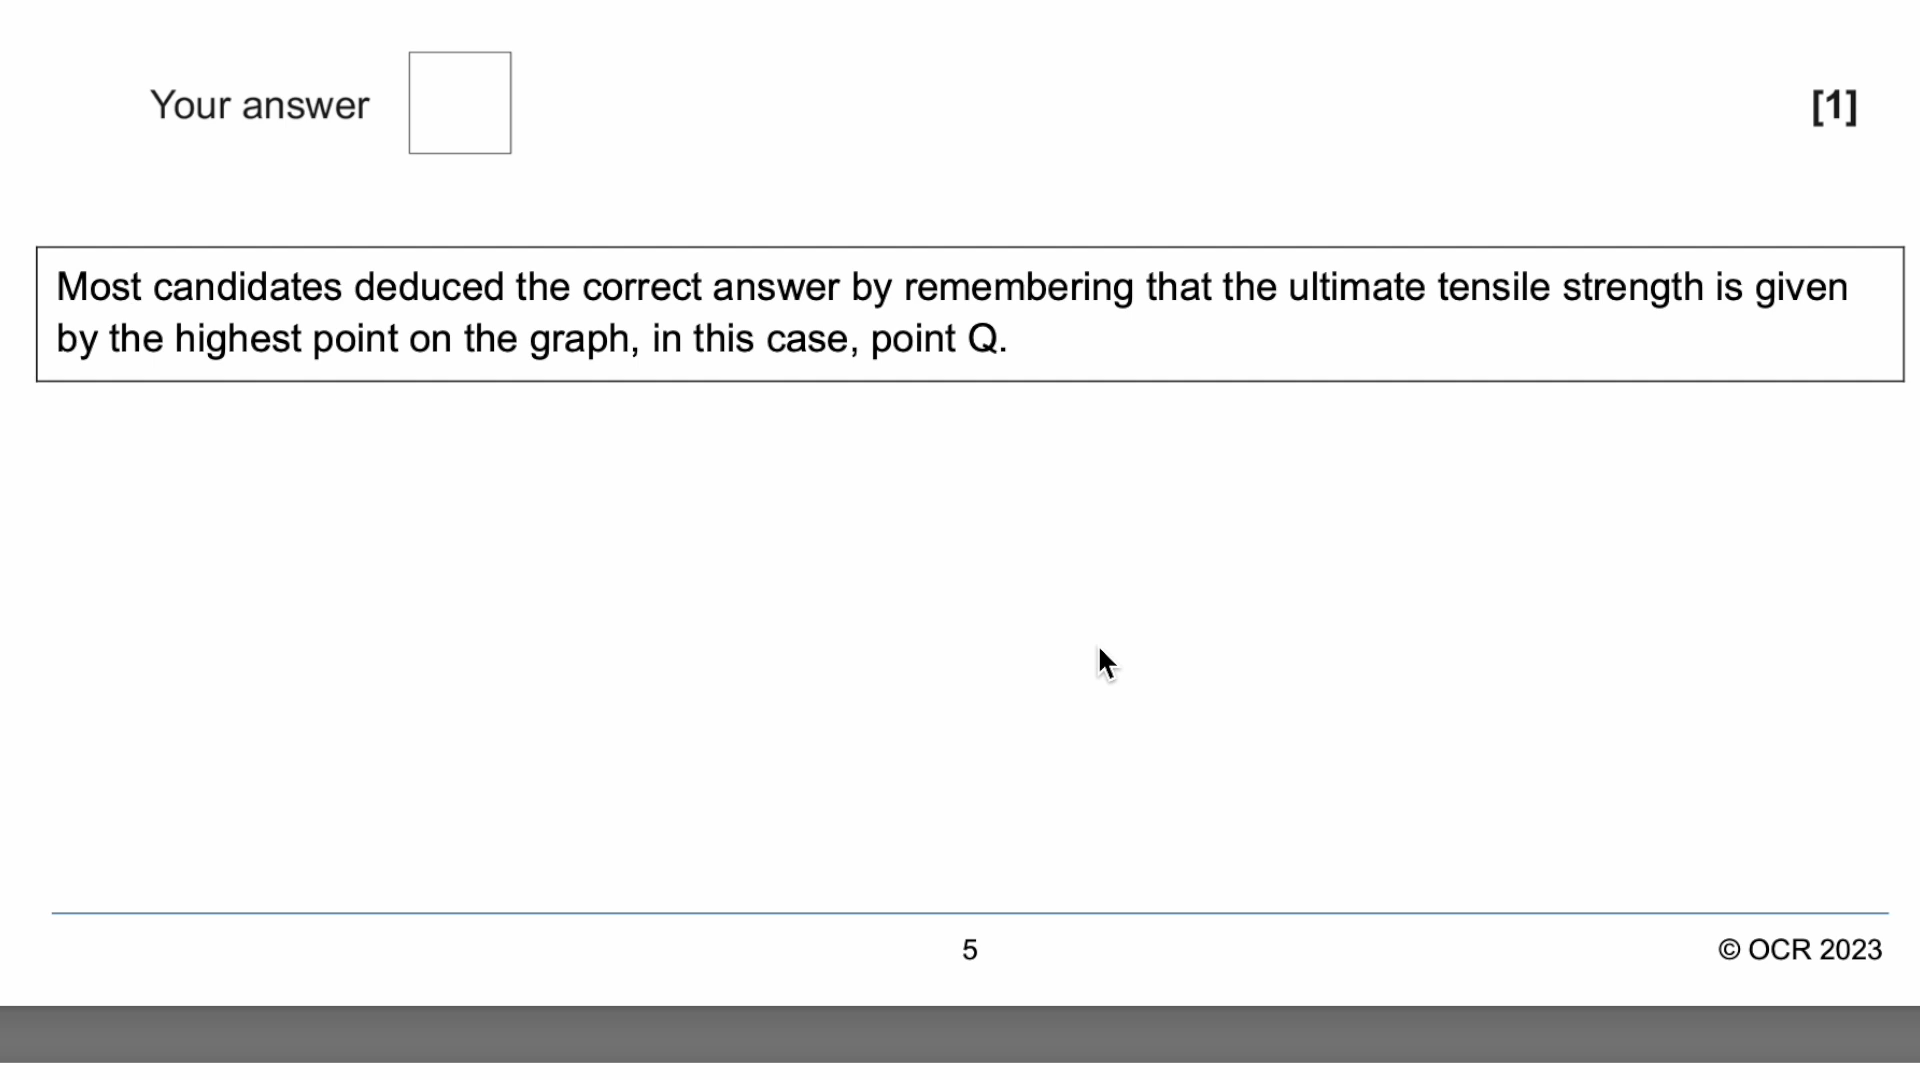 Your answer
[1]
Most candidates deduced the correct answer by remembering that the ultimate tensile strength is given
by the highest point on the graph, in this case, point Q.
5
© OCR 2023